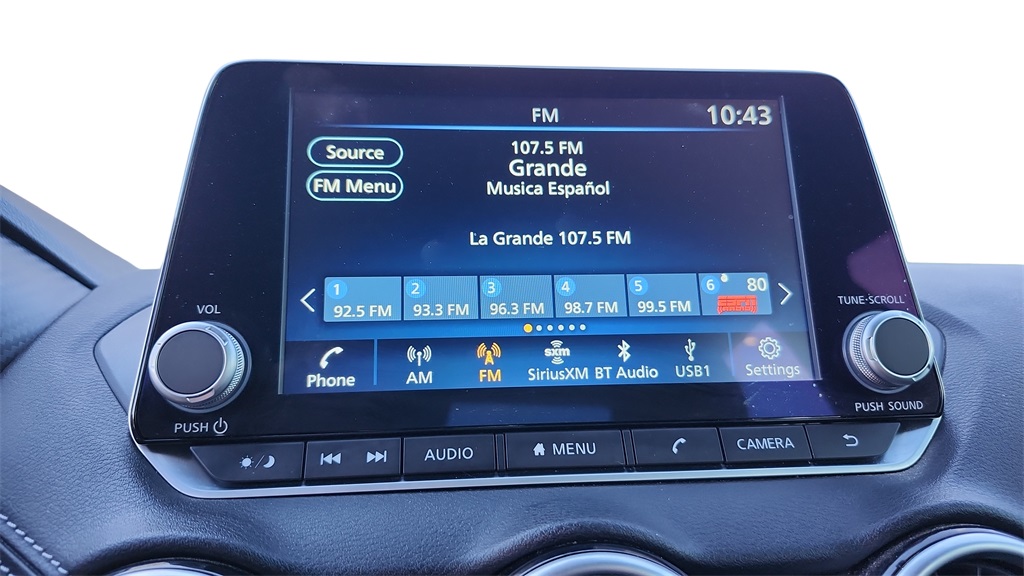 FM
10:43
Source
FM Menu
107.5 FM
Grande
Musica Español
La Grande 107.5 FM
1
92.5 FM
2
93.3 FM
3
96.3 FM
4
98.7 FM
5
99.5 FM
6
80
Phone
AM
FM
sxm
SiriusXM
BT Audio
USB1
Settings
VOL
PUSH
TUNE·SCROLL
PUSH SOUND
AUDIO
MENU
CAMERA